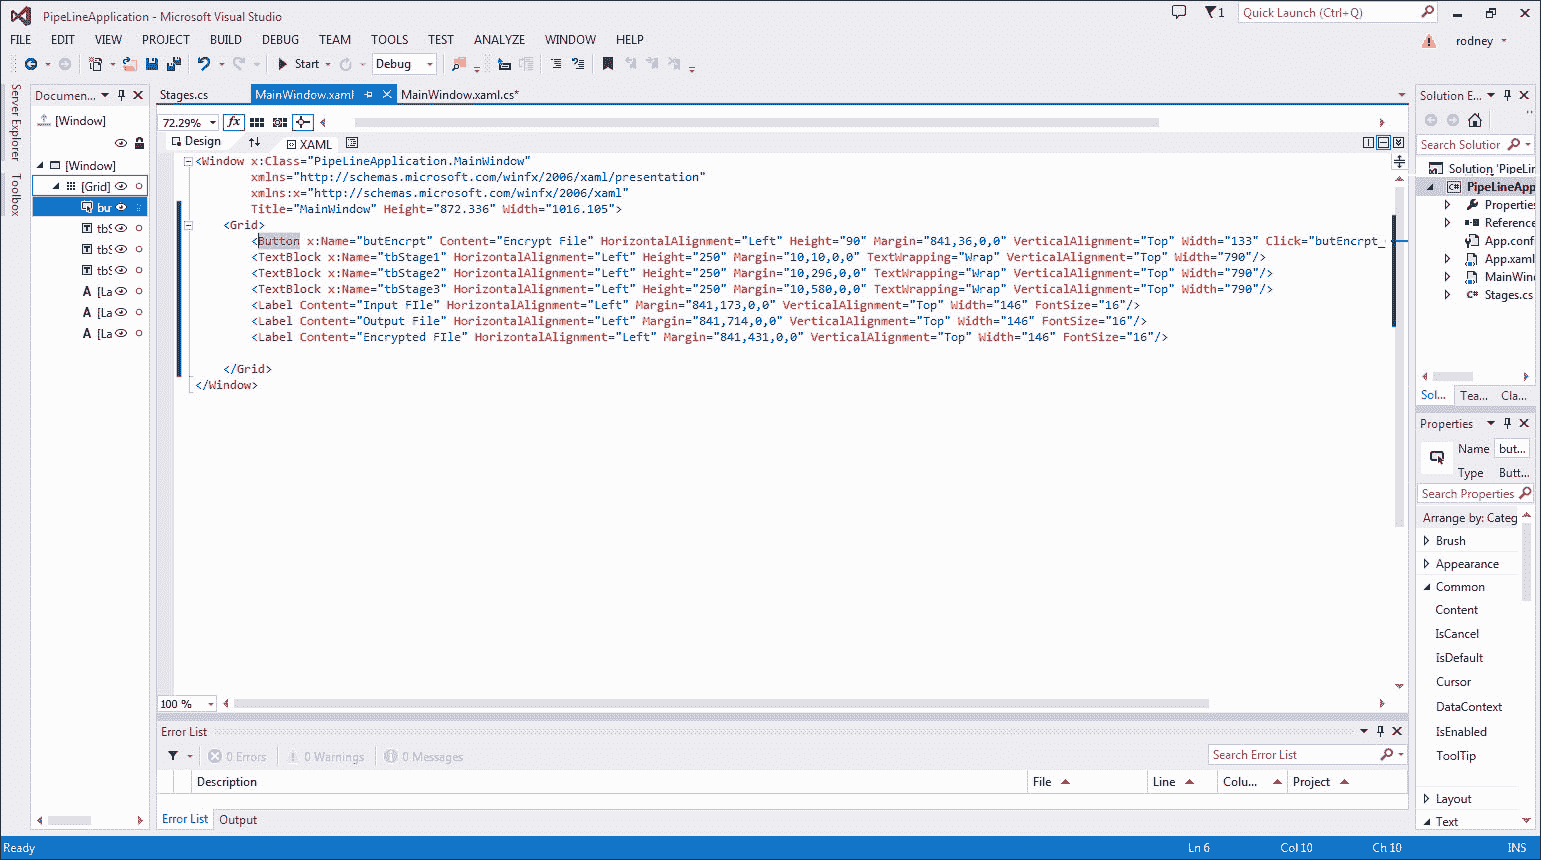 PipeLineApplication - Microsoft Visual Studio
1
Quick Launch (Ctrl+Q)
FILE EDIT VIEW PROJECT BUILD DEBUG TEAM TOOLS TEST ANALYZE WINDOW HELP
rodney
Start
Debug
Server Explorer
Toolbox
Documen...
[Window]
[Window]
[Grid]
bu
tbS
tbS
tbS
A [La
A [La
A [La
Stages.cs
MainWindow.xaml
MainWindow.xaml.cs*
72.29%
fx
Design
XAML
<Window x:Class="PipeLineApplication.MainWindow"
xmlns="http://schemas.microsoft.com/winfx/2006/xaml/presentation"
xmlns:x="http://schemas.microsoft.com/winfx/2006/xaml"
Title="MainWindow" Height="872.336" Width="1016.105">
<Grid>
<Button x:Name="butEncrpt" Content="Encrypt File" HorizontalAlignment="Left" Height="90" Margin="841,36,0,0" VerticalAlignment="Top" Width="133" Click="butEncrpt_
<TextBlock x:Name="tbStage1" HorizontalAlignment="Left" Height="250" Margin="10,10,0,0" TextWrapping="Wrap" VerticalAlignment="Top" Width="790"/>
<TextBlock x:Name="tbStage2" HorizontalAlignment="Left" Height="250" Margin="10,296,0,0" TextWrapping="Wrap" VerticalAlignment="Top" Width="790"/>
<TextBlock x:Name="tbStage3" HorizontalAlignment="Left" Height="250" Margin="10,580,0,0" TextWrapping="Wrap" VerticalAlignment="Top" Width="790"/>
<Label Content="Input FIle" HorizontalAlignment="Left" Margin="841,173,0,0" VerticalAlignment="Top" Width="146" FontSize="16"/>
<Label Content="Output File" HorizontalAlignment="Left" Margin="841,714,0,0" VerticalAlignment="Top" Width="146" FontSize="16"/>
<Label Content="Encrypted FIle" HorizontalAlignment="Left" Margin="841,431,0,0" VerticalAlignment="Top" Width="146" FontSize="16"/>
</Grid>
</Window>
100 %
Error List
0 Errors
0 Warnings
0 Messages
Search Error List
Description
File
Line
Colu...
Project
Error List
Output
Solution E...
Search Solution
Solution 'PipeLin
C# PipeLineApp
Properties
Reference
App.conf
App.xaml
MainWind
C# Stages.cs
Sol...
Tea...
Cla...
Properties
Name but...
Type Butt...
Search Properties
Arrange by: Categ
Brush
Appearance
Common
Content
IsCancel
IsDefault
Cursor
DataContext
IsEnabled
ToolTip
Layout
Text
Ready
Ln 6
Col 10
Ch 10
INS